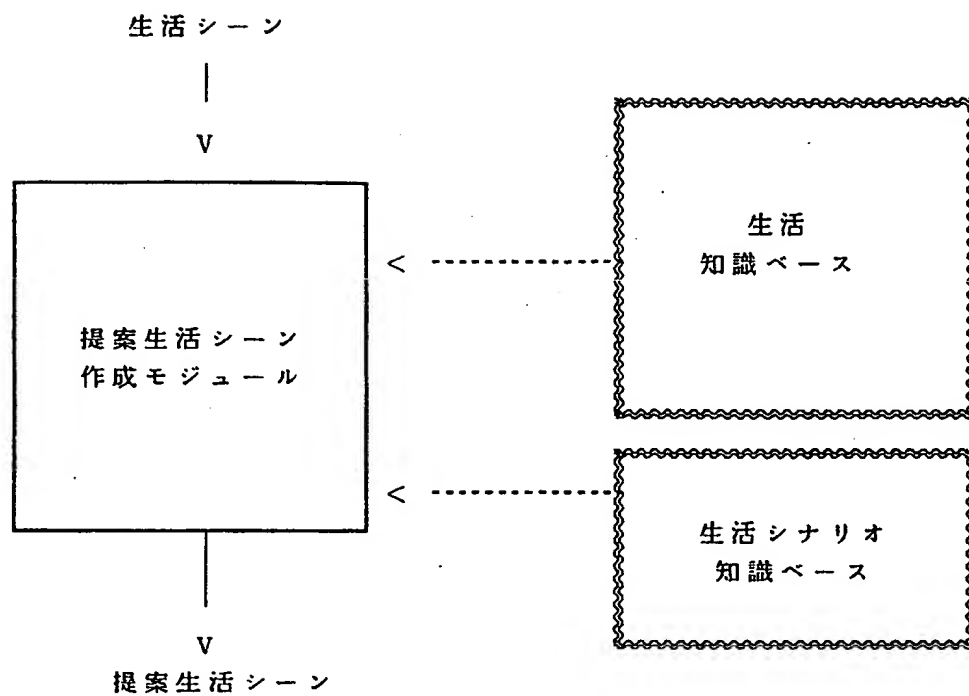 生活シーン
V
提案生活シーン
作成モジュール
<
生活
知識ベース
<
生活シナリオ
知識ベース
V
提案生活シーン